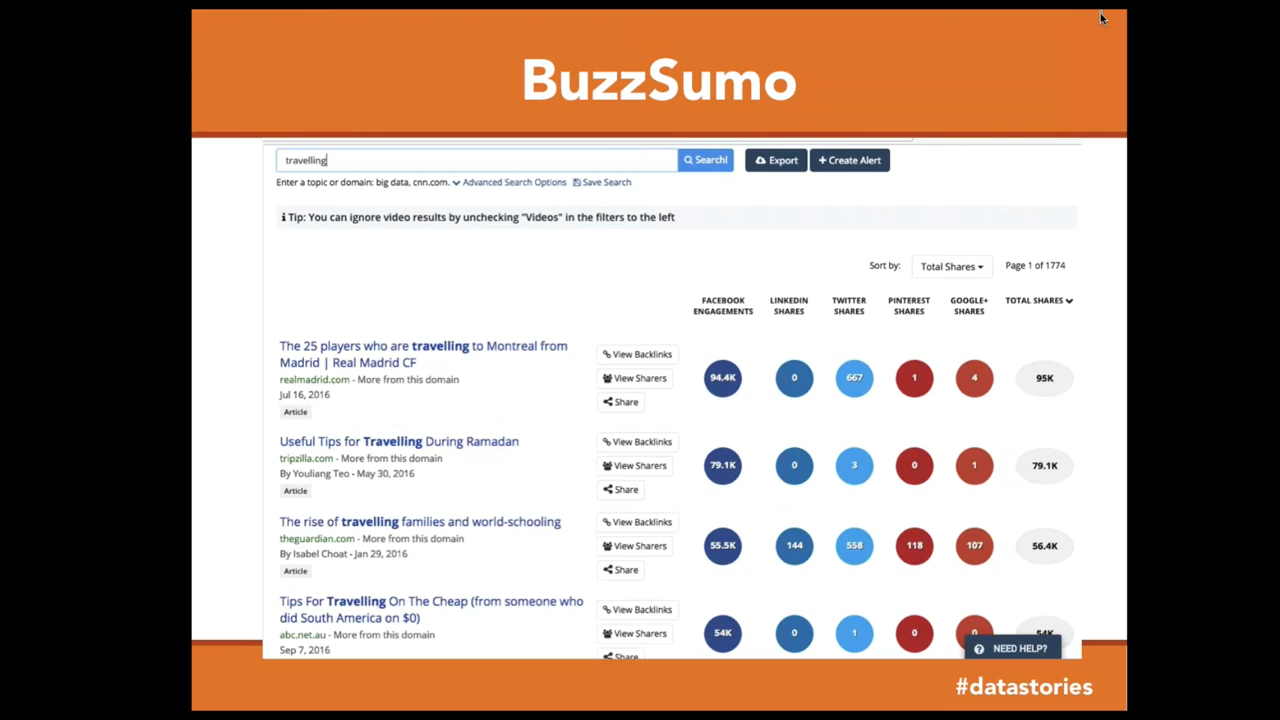 BuzzSumo
travelling
Search!
Export
+ Create Alert
Enter a topic or domain: big data, cnn.com. Advanced Search Options Save Search
Tip: You can ignore video results by unchecking "Videos" in the filters to the left
Sort by: Total Shares Page 1 of 1774
FACEBOOK ENGAGEMENTS
LINKEDIN SHARES
TWITTER SHARES
PINTEREST SHARES
GOOGLE+ SHARES
TOTAL SHARES
The 25 players who are travelling to Montreal from
Madrid | Real Madrid CF
realmadrid.com - More from this domain
Jul 16, 2016
Article
View Backlinks
View Sharers
Share
94.4K 0 667 1 4 95K
Useful Tips for Travelling During Ramadan
tripzilla.com - More from this domain
By Youliang Teo - May 30, 2016
Article
View Backlinks
View Sharers
Share
79.1K 0 3 0 1 79.1K
The rise of travelling families and world-schooling
theguardian.com - More from this domain
By Isabel Choat - Jan 29, 2016
Article
View Backlinks
View Sharers
Share
55.5K 144 558 118 107 56.4K
Tips For Travelling On The Cheap (from someone who
did South America on $0)
abc.net.au - More from this domain
Sep 7, 2016
View Backlinks
View Sharers
Share
54K 0 1 0 0 54K
NEED HELP?
#datastories